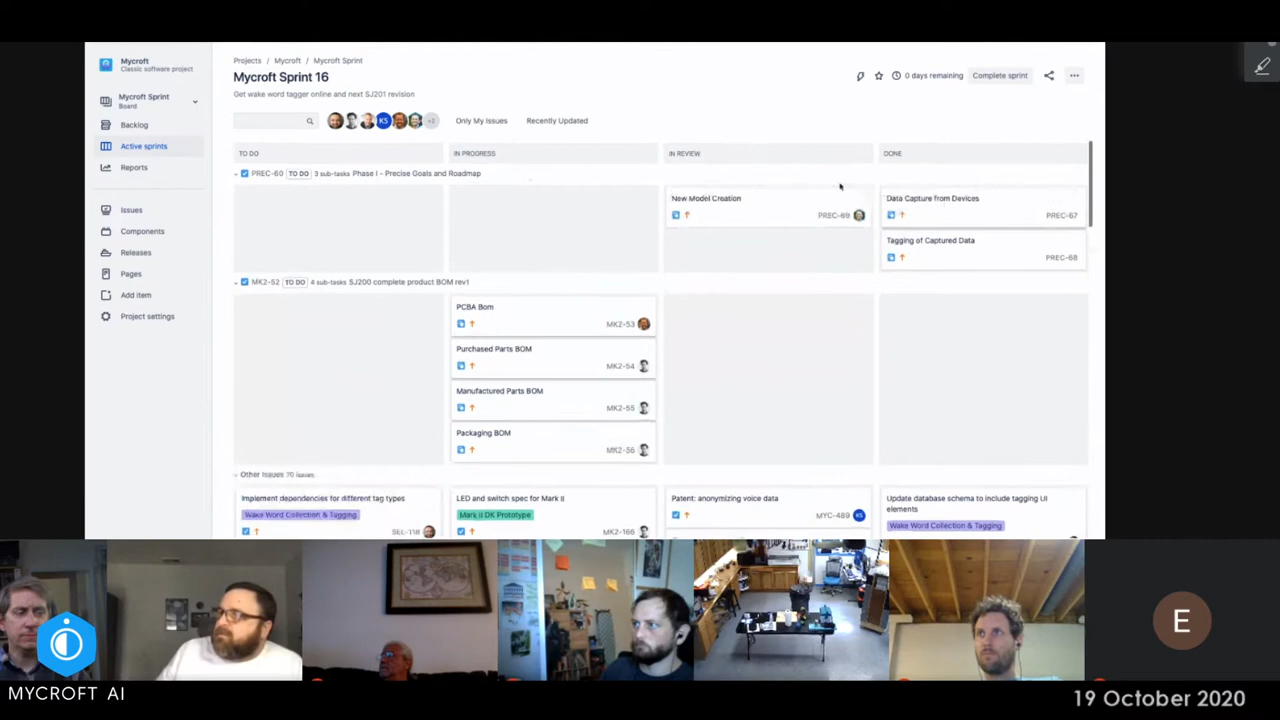 Mycroft
Classic software project
Mycroft Sprint
Board
Backlog
Active sprints
Reports
Issues
Components
Releases
Pages
Add item
Project settings
Projects / Mycroft / Mycroft Sprint
Mycroft Sprint 16
Get wake word tagger online and next SJ201 revision
0 days remaining
Complete sprint
KS
Only My Issues
Recently Updated
TO DO
IN PROGRESS
IN REVIEW
DONE
PREC-60 TO DO 3 sub-tasks Phase I - Precise Goals and Roadmap
New Model Creation
PREC-69
Data Capture from Devices
PREC-67
Tagging of Captured Data
PREC-68
MK2-52 TO DO 4 sub-tasks SJ200 complete product BOM rev1
PCBA Bom
MK2-53
Purchased Parts BOM
MK2-54
Manufactured Parts BOM
MK2-55
Packaging BOM
MK2-56
Other Issues 70 issues
Implement dependencies for different tag types
Wake Word Collection & Tagging
SEL-118
LED and switch spec for Mark II
Mark II DK Prototype
MK2-166
Patent: anonymizing voice data
MYC-489 KS
Update database schema to include tagging UI
elements
Wake Word Collection & Tagging
E
MYCROFT AI
19 October 2020